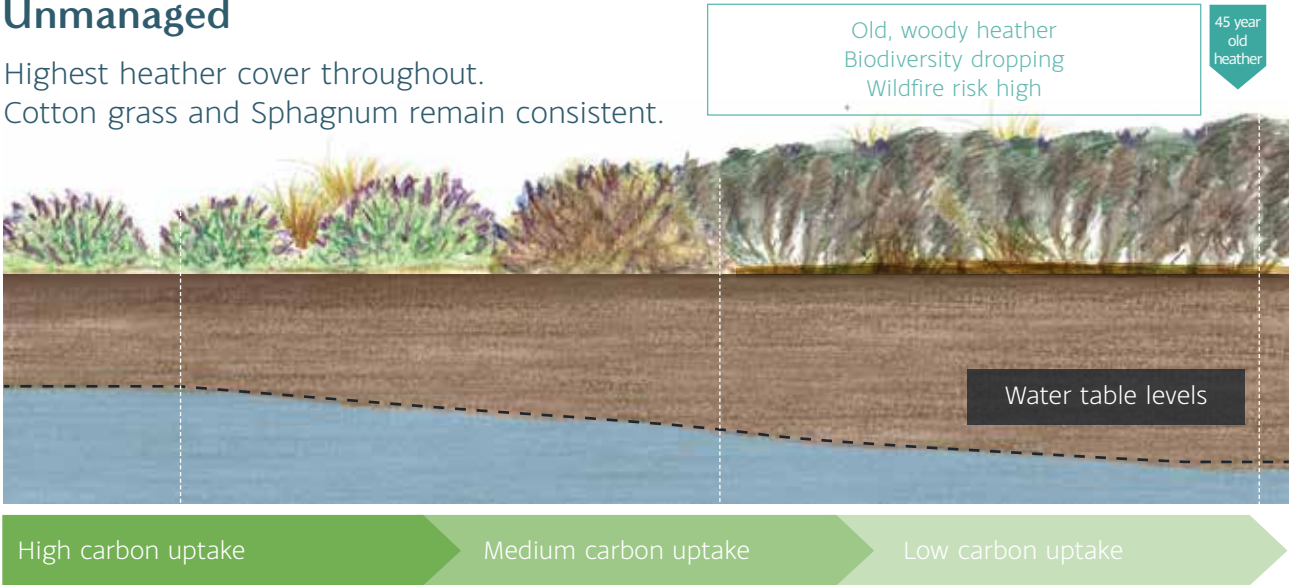 Unmanaged
Highest heather cover throughout.
Cotton grass and Sphagnum remain consistent.
Old, woody heather
Biodiversity dropping
Wildfire risk high
45 year
old
heather
Water table levels
High carbon uptake
Medium carbon uptake
Low carbon uptake